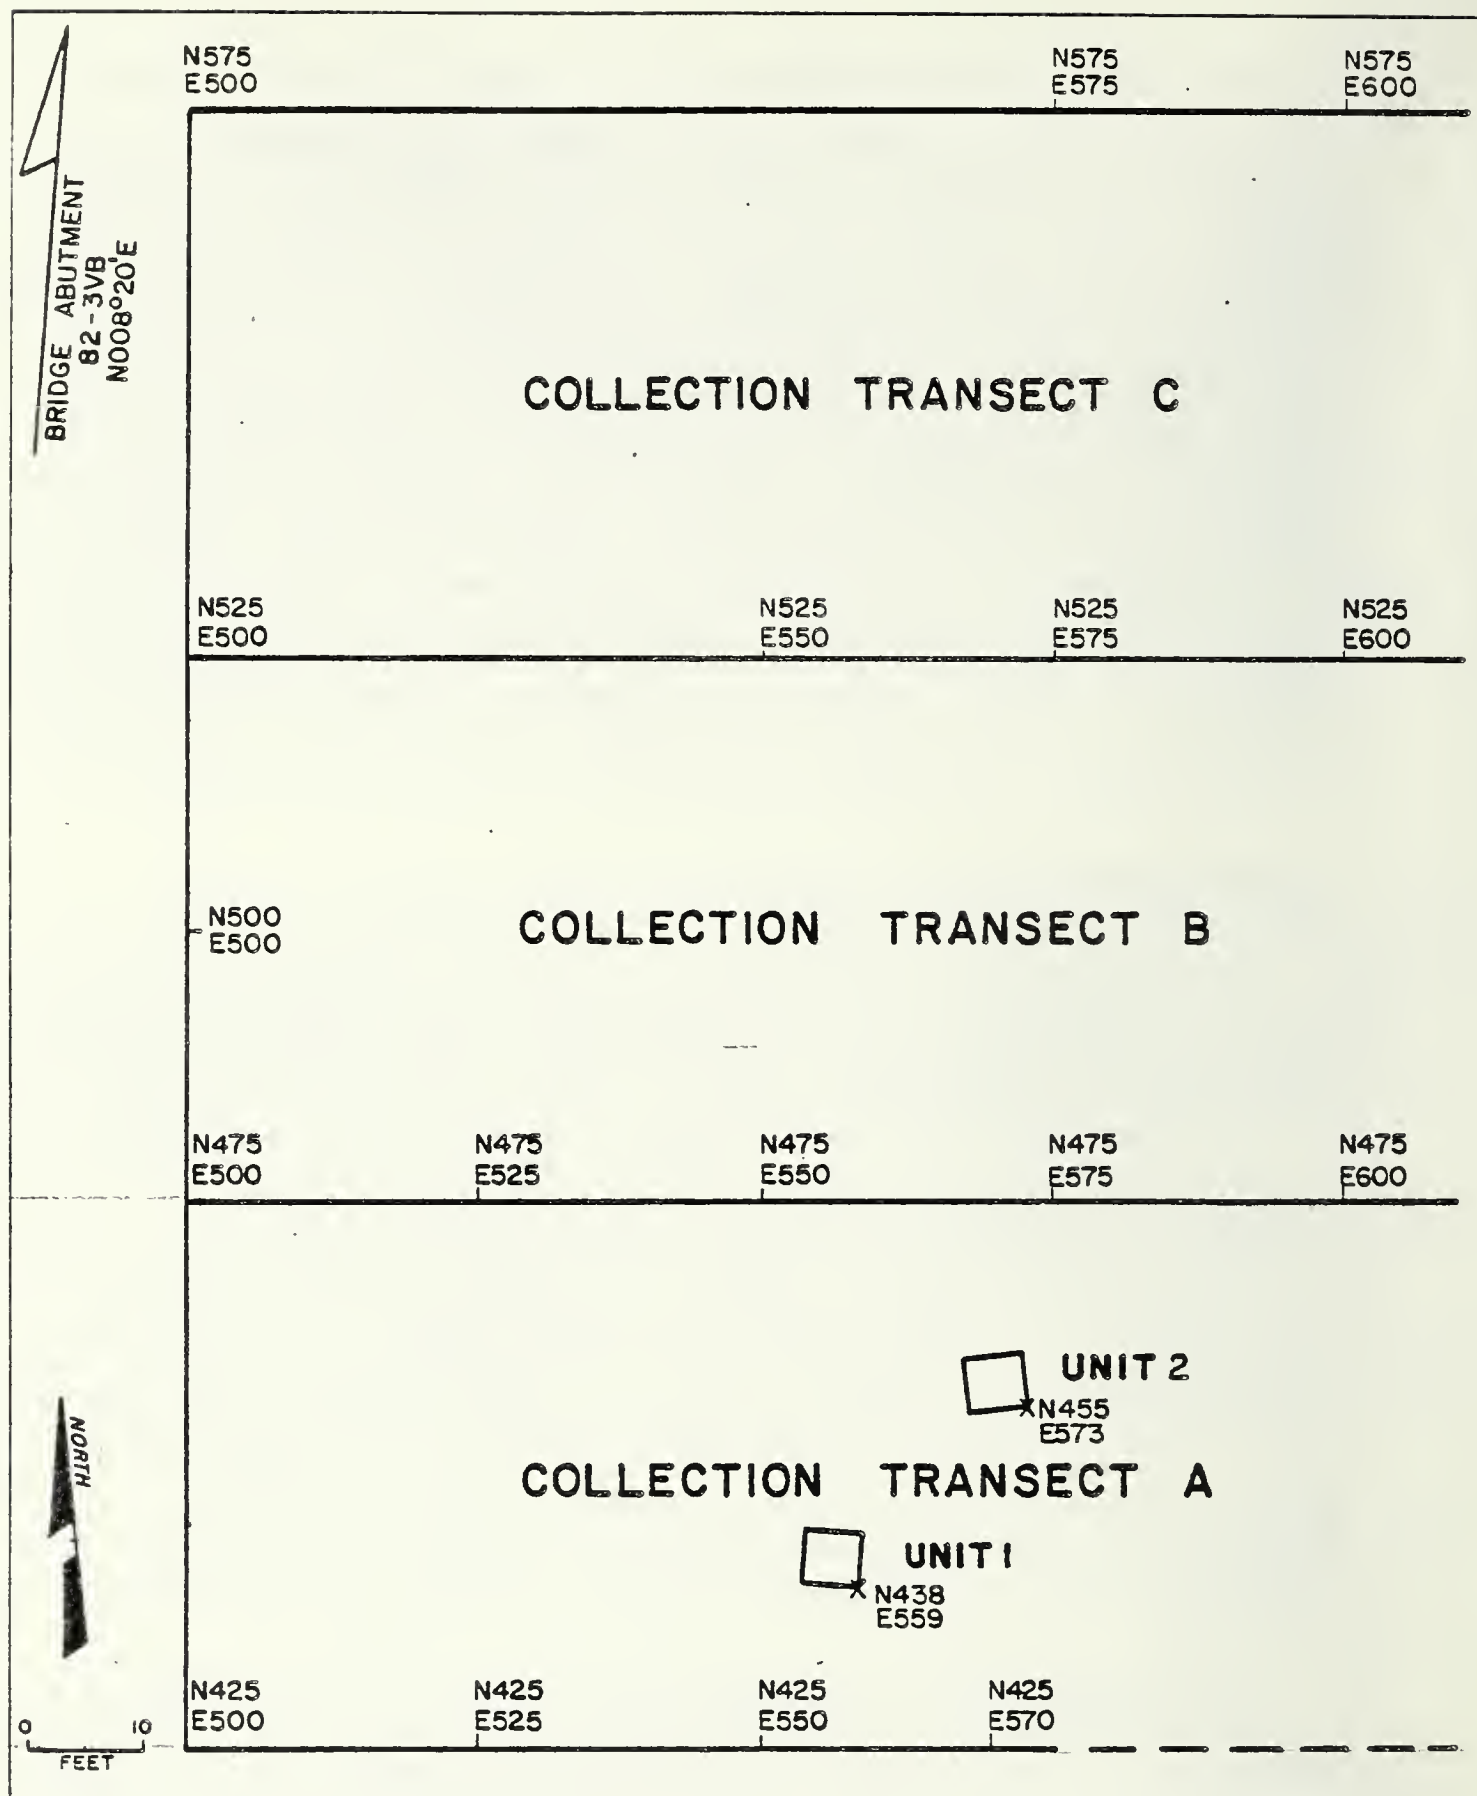 N575
E500
N575
E575
N575
E600
BRIDGE ABUTMENT
82-3VB
N008°20'E
COLLECTION TRANSECT C
N525
E500
N525
E550
N525
E575
N525
E600
N500
E500
COLLECTION TRANSECT B
N475
E500
N475
E525
N475
E550
N475
E575
N475
E600
UNIT 2
N455
E573
NORTH
COLLECTION TRANSECT A
UNIT 1
N438
E559
N425
E500
N425
E525
N425
E550
N425
E570
0 10
FEET